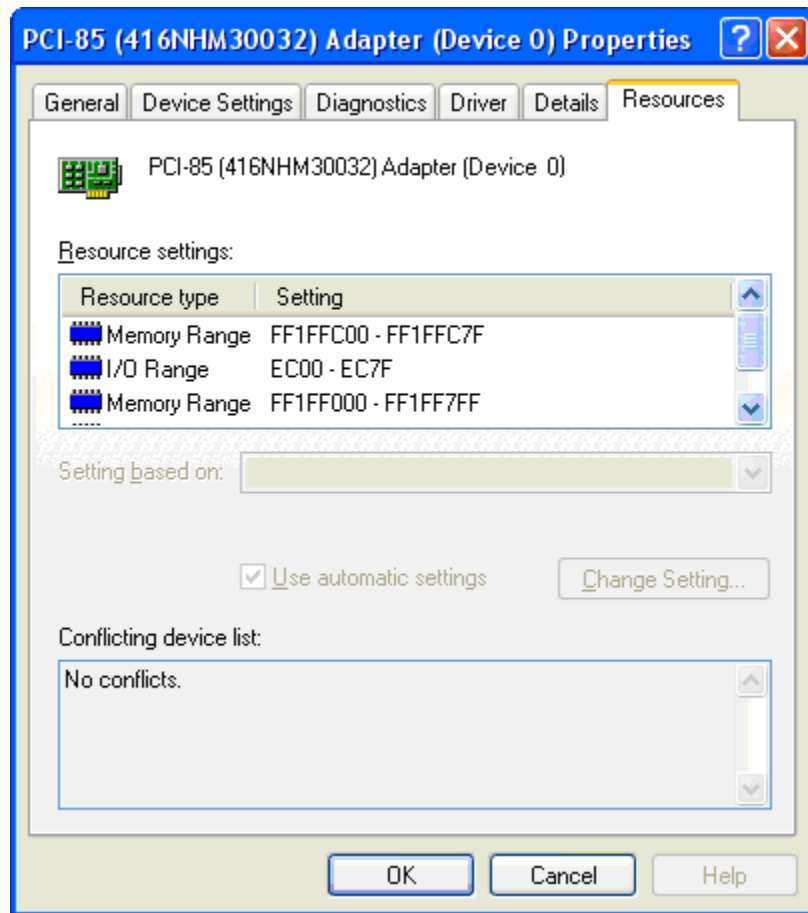 PCI-85 (416NHM30032) Adapter (Device 0) Properties
General Device Settings Diagnostics Driver Details Resources
PCI-85 (416NHM30032) Adapter (Device 0)
Resource settings:
Resource type Setting
Memory Range FF1FFC00 - FF1FFC7F
I/O Range EC00 - EC7F
Memory Range FF1FF000 - FF1FF7FF
Setting based on:
Use automatic settings Change Setting...
Conflicting device list:
No conflicts.
OK Cancel Help